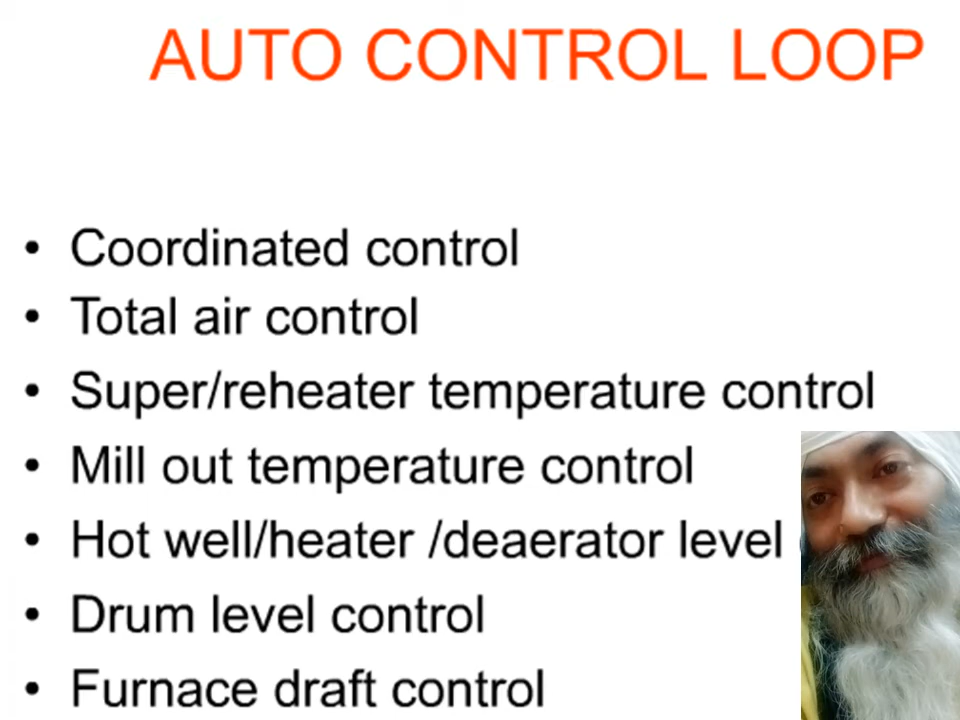 AUTO CONTROL LOOP
• Coordinated control
• Total air control
• Super/reheater temperature control
• Mill out temperature control
• Hot well/heater /deaerator level
• Drum level control
• Furnace draft control